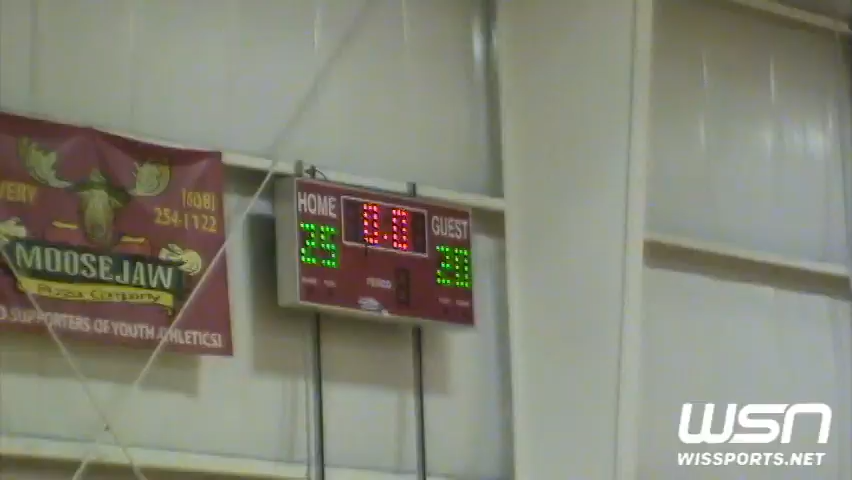 VERY
(608)
254-1122
MOOSEJAW
Pizza Company
SUPPORTERS OF YOUTH ATHLETICS!
HOME
0.0
GUEST
25
20
PERIOD
WSN
WISSPORTS.NET